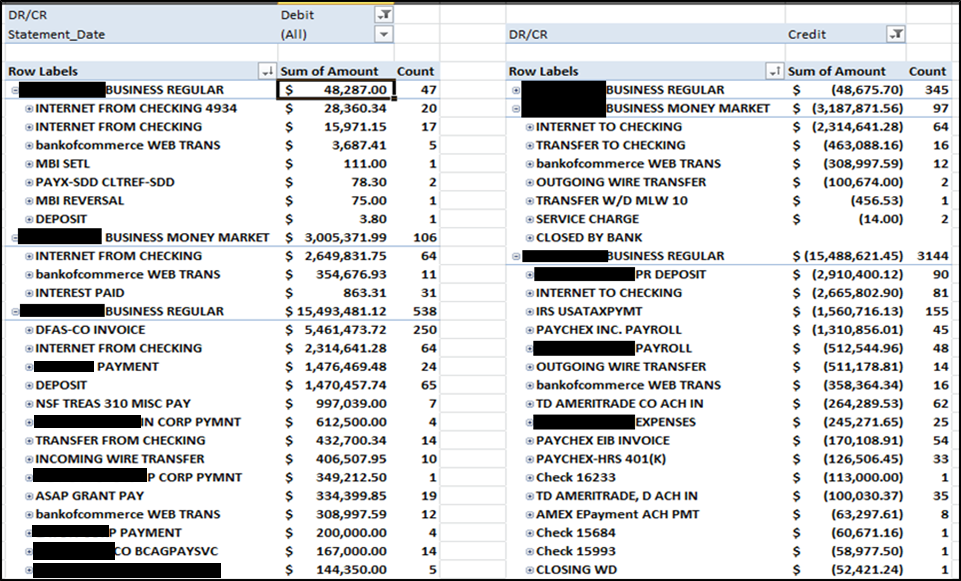 DR/CR Debit
Statement_Date (All)
Row Labels Sum of Amount Count
BUSINESS REGULAR $ 48,287.00 47
INTERNET FROM CHECKING 4934 $ 28,360.34 20
INTERNET FROM CHECKING $ 15,971.15 17
bankofcommerce WEB TRANS $ 3,687.41 5
MBI SETL $ 111.00 1
PAYX-SDD CLTREF-SDD $ 78.30 2
MBI REVERSAL $ 75.00 1
DEPOSIT $ 3.80 1
BUSINESS MONEY MARKET $ 3,005,371.99 106
INTERNET FROM CHECKING $ 2,649,831.75 64
bankofcommerce WEB TRANS $ 354,676.93 11
INTEREST PAID $ 863.31 31
BUSINESS REGULAR $ 15,493,481.12 538
DFAS-CO INVOICE $ 5,461,473.72 250
INTERNET FROM CHECKING $ 2,314,641.28 64
PAYMENT $ 1,476,469.48 24
DEPOSIT $ 1,470,457.74 65
NSF TREAS 310 MISC PAY $ 997,039.00 7
IN CORP PYMNT $ 612,500.00 4
TRANSFER FROM CHECKING $ 432,700.34 14
INCOMING WIRE TRANSFER $ 406,507.95 10
P CORP PYMNT $ 349,212.50 1
ASAP GRANT PAY $ 334,399.85 19
bankofcommerce WEB TRANS $ 308,997.59 12
P PAYMENT $ 200,000.00 4
CO BCAGPAYSVC $ 167,000.00 14
$ 144,350.00 5
DR/CR Credit
Row Labels Sum of Amount Count
BUSINESS REGULAR $ (48,675.70) 345
BUSINESS MONEY MARKET $ (3,187,871.56) 97
INTERNET TO CHECKING $ (2,314,641.28) 64
TRANSFER TO CHECKING $ (463,088.16) 16
bankofcommerce WEB TRANS $ (308,997.59) 12
OUTGOING WIRE TRANSFER $ (100,674.00) 2
TRANSFER W/D MLW 10 $ (456.53) 1
SERVICE CHARGE $ (14.00) 2
CLOSED BY BANK 1
BUSINESS REGULAR $ (15,488,621.45) 3144
PR DEPOSIT $ (2,910,400.12) 90
INTERNET TO CHECKING $ (2,665,802.90) 81
IRS USATAXPYMT $ (1,560,716.13) 155
PAYCHEX INC. PAYROLL $ (1,310,856.01) 45
PAYROLL $ (512,544.96) 48
OUTGOING WIRE TRANSFER $ (511,178.81) 14
bankofcommerce WEB TRANS $ (358,364.34) 16
TD AMERITRADE CO ACH IN $ (264,289.53) 62
EXPENSES $ (245,271.65) 25
PAYCHEX EIB INVOICE $ (170,108.91) 54
PAYCHEX-HRS 401(K) $ (126,506.45) 33
Check 16233 $ (113,000.00) 1
TD AMERITRADE, D ACH IN $ (100,030.37) 35
AMEX EPayment ACH PMT $ (63,297.61) 8
Check 15684 $ (60,671.16) 1
Check 15993 $ (58,977.50) 1
CLOSING WD $ (52,421.24) 1